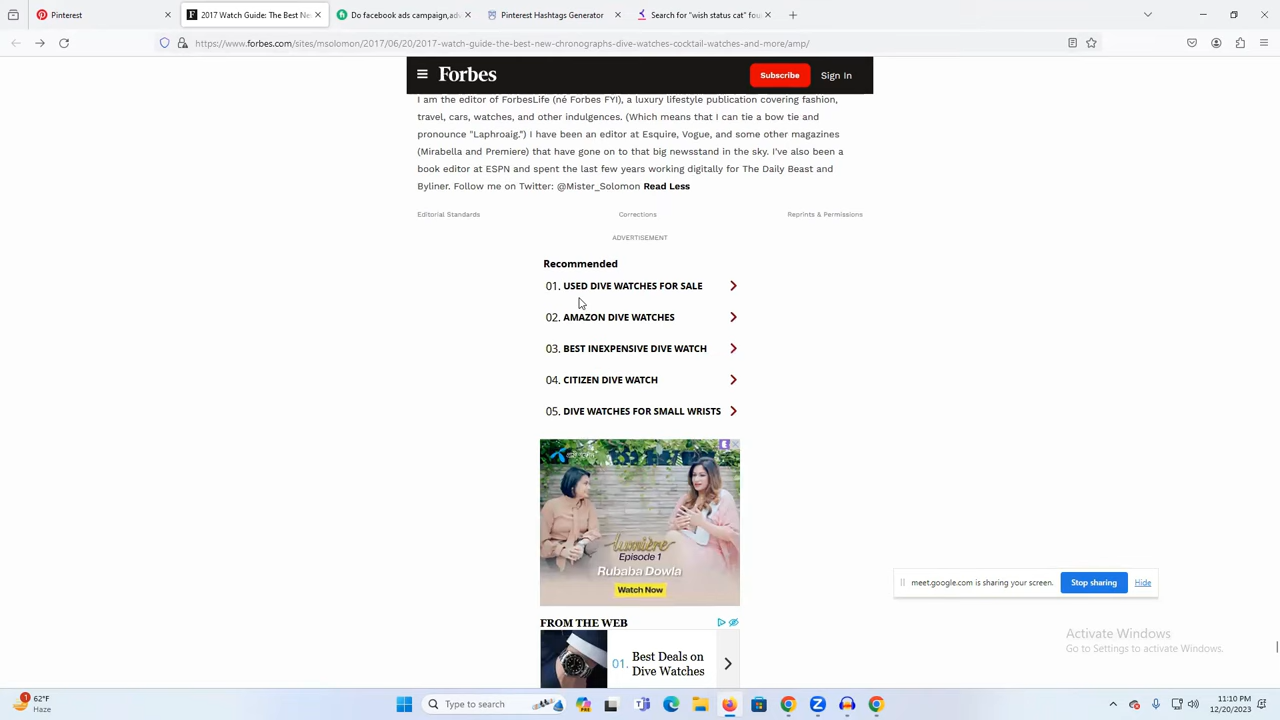 Pinterest
2017 Watch Guide: The Best Ne
Do facebook ads campaign,ad
Pinterest Hashtag Generator
Search "Watch stus cat" fou
https://www.forbes.com/sites/msolomon/2017/06/20/2017-watch-guide-the-best-new-chronographs-dive-watches-cocktail-watches-and-more/amp/
Forbes
Subscribe
Sign In
I am the editor of ForbesLife (né Forbes FYI), a luxury lifestyle publication covering fashion,
travel, cars, watches, and other indulgences. (Which means that I can tie a bow tie and
pronounce "Laphroaig.") I have been an editor at Esquire, Vogue, and some other magazines
(Mirabella and Premiere) that have gone on to that big newsstand in the sky. I've also been a
book editor at ESPN and spent the last few years working digitally for The Daily Beast and
Byliner. Follow me on Twitter: @Mister_Solomon Read Less
Editorial Standards
Corrections
Reprints & Permissions
ADVERTISEMENT
Recommended
01. USED DIVE WATCHES FOR SALE
02. AMAZON DIVE WATCHES
03. BEST INEXPENSIVE DIVE WATCH
04. CITIZEN DIVE WATCH
05. DIVE WATCHES FOR SMALL WRISTS
Lumière
Episode 1
Rubaba Dowla
Watch Now
FROM THE WEB
01. Best Deals on
Dive Watches
meet.google.com is sharing your screen.
Stop sharing
Hide
Activate Windows
Go to Settings to activate Windows.
1
62°F
Haze
Type to search
11:10 PM
12/20/2023